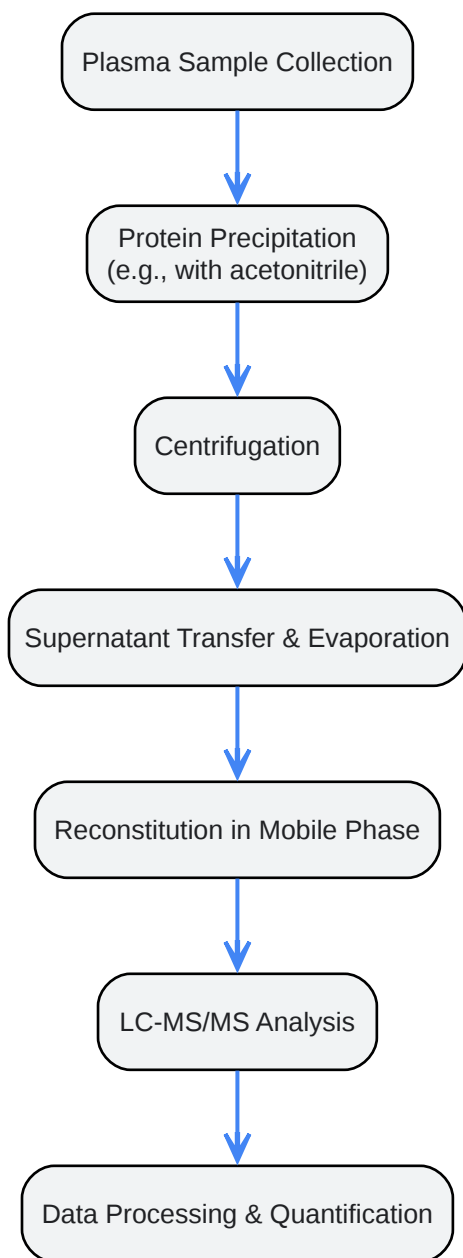 Plasma Sample Collection
Protein Precipitation
(e.g., with acetonitrile)
Centrifugation
Supernatant Transfer & Evaporation
Reconstitution in Mobile Phase
LC-MS/MS Analysis
Data Processing & Quantification